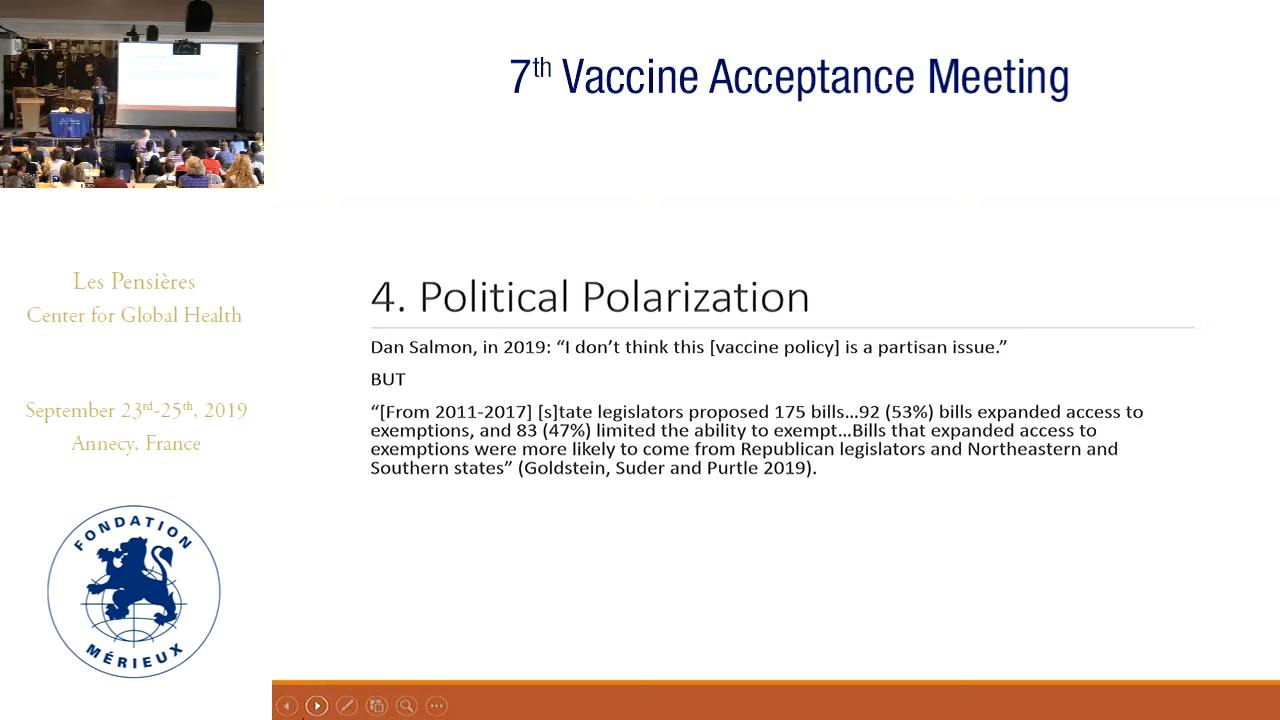 7th Vaccine Acceptance Meeting
Les Pensières
Center for Global Health
September 23rd-25th, 2019
Annecy, France
FONDATION
MÉRIEUX
4. Political Polarization
Dan Salmon, in 2019: “I don’t think this [vaccine policy] is a partisan issue.”
BUT
“[From 2011-2017] [s]tate legislators proposed 175 bills…92 (53%) bills expanded access to
exemptions, and 83 (47%) limited the ability to exempt…Bills that expanded access to
exemptions were more likely to come from Republican legislators and Northeastern and
Southern states” (Goldstein, Suder and Purtle 2019).